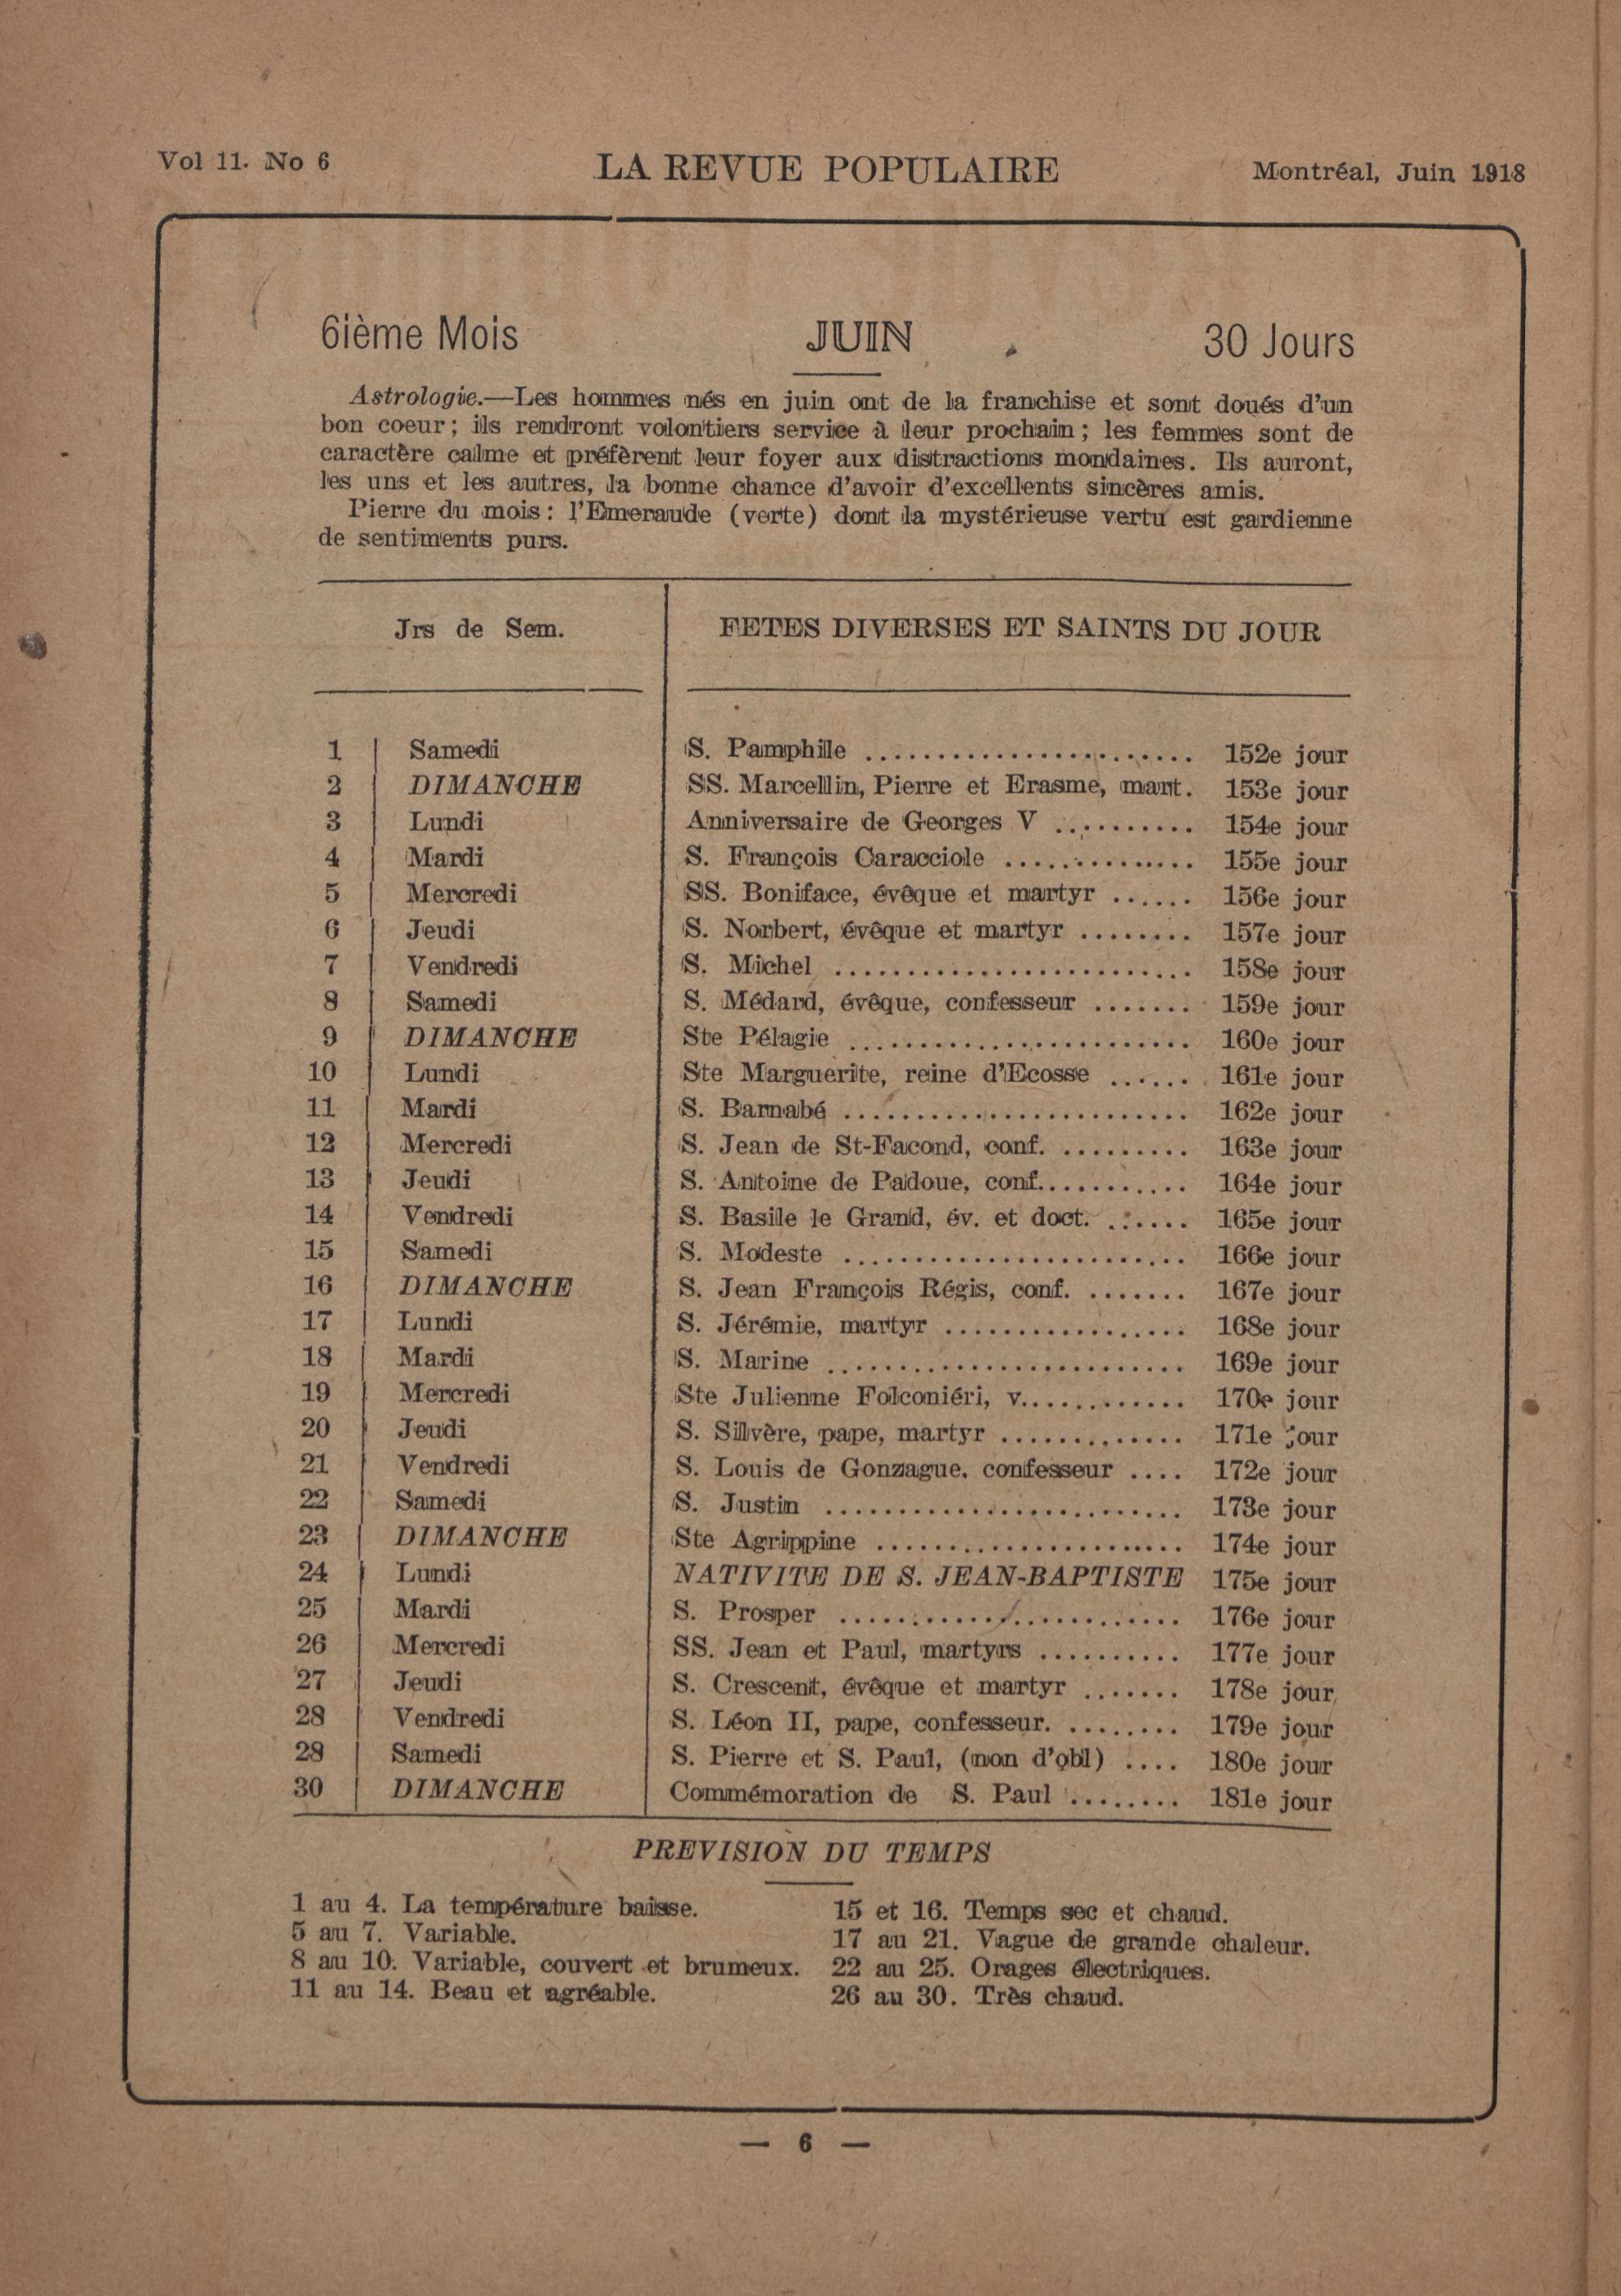 Vol 11. No 6 LA REVUE POPULAIRE Montréal, Juin 1918
6ième Mois JUIN 30 Jours
Astrologie.—Les hommes nés en juin ont de la franchise et sont doués d'un
bon coeur; ils rendront volontiers service à leur prochain; les femmes sont de
caractère calme et préfèrent leur foyer aux distractions mondaines. Ils auront,
les uns et les autres, la bonne chance d'avoir d'excellents sincères amis.
Pierre du mois: l'Emeraude (verte) dont la mystérieuse vertu est gardienne
de sentiments purs.
Jrs de Sem. FETES DIVERSES ET SAINTS DU JOUR
1 Samedi S. Pamphille ........................ 152e jour
2 DIMANCHE SS. Marcellin, Pierre et Erasme, mart. 153e jour
3 Lundi Anniversaire de Georges V .......... 154e jour
4 Mardi S. François Caracciole ............. 155e jour
5 Mercredi SS. Boniface, évêque et martyr ...... 156e jour
6 Jeudi S. Norbert, évêque et martyr ........ 157e jour
7 Vendredi S. Michel ......................... 158e jour
8 Samedi S. Médard, évêque, confesseur ....... 159e jour
9 DIMANCHE Ste Pélagie ........................ 160e jour
10 Lundi Ste Marguerite, reine d'Ecosse ...... 161e jour
11 Mardi S. Barnabé ........................ 162e jour
12 Mercredi S. Jean de St-Facond, conf. ......... 163e jour
13 Jeudi S. Antoine de Padoue, conf........... 164e jour
14 Vendredi S. Basile le Grand, év. et doct. ...... 165e jour
15 Samedi S. Modeste ........................ 166e jour
16 DIMANCHE S. Jean François Régis, conf. ....... 167e jour
17 Lundi S. Jérémie, martyr ................. 168e jour
18 Mardi S. Marine ......................... 169e jour
19 Mercredi Ste Julienne Folconiéri, v............ 170e jour
20 Jeudi S. Silvère, pape, martyr ............. 171e jour
21 Vendredi S. Louis de Gonzague. confesseur .... 172e jour
22 Samedi S. Justin ......................... 173e jour
23 DIMANCHE Ste Agrippine ...................... 174e jour
24 Lundi NATIVITE DE S. JEAN-BAPTISTE 175e jour
25 Mardi S. Prosper ........................ 176e jour
26 Mercredi SS. Jean et Paul, martyrs .......... 177e jour
27 Jeudi S. Crescent, évêque et martyr ....... 178e jour
28 Vendredi S. Léon II, pape, confesseur. ........ 179e jour
28 Samedi S. Pierre et S. Paul, (non d'obl) .... 180e jour
30 DIMANCHE Commémoration de S. Paul ........ 181e jour
PREVISION DU TEMPS
1 au 4. La température baisse.
5 au 7. Variable.
8 au 10. Variable, couvert et brumeux.
11 au 14. Beau et agréable.
15 et 16. Temps sec et chaud.
17 au 21. Vague de grande chaleur.
22 au 25. Orages électriques.
26 au 30. Très chaud.
— 6 —